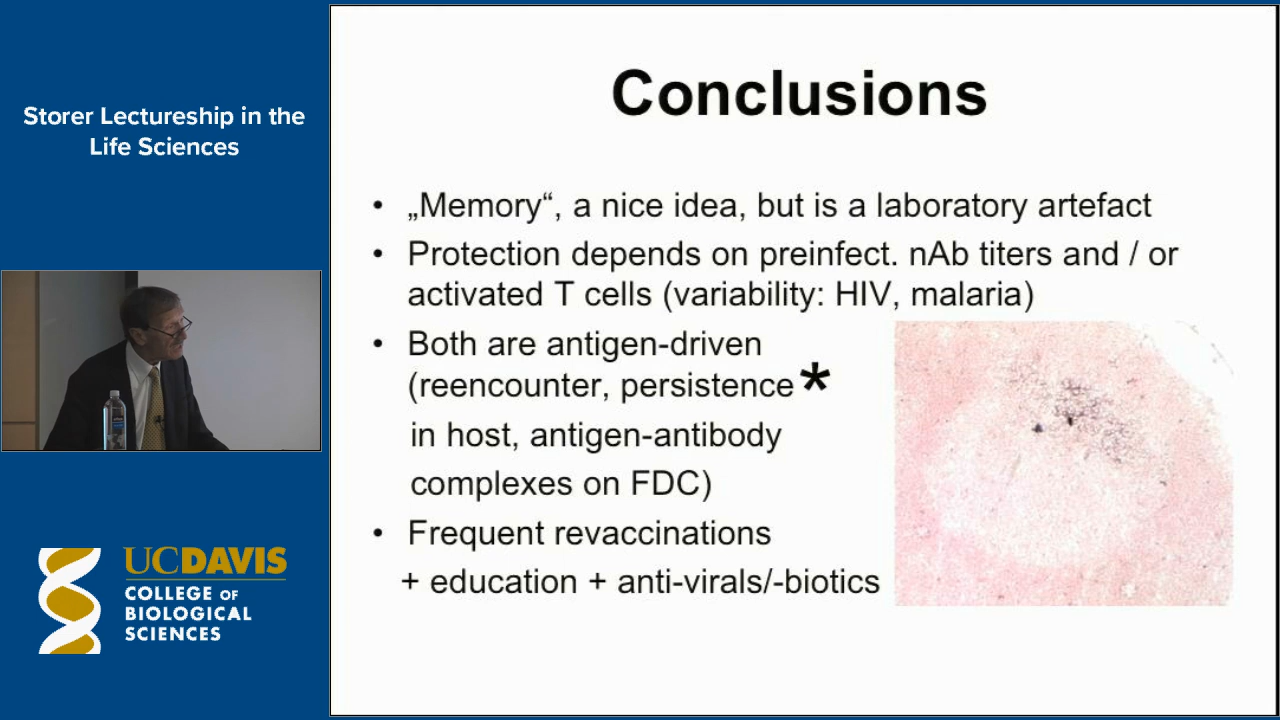 Storer Lectureship in the
Life Sciences
UCDAVIS
COLLEGE OF
BIOLOGICAL
SCIENCES
Conclusions
• „Memory“, a nice idea, but is a laboratory artefact
• Protection depends on preinfect. nAb titers and / or
activated T cells (variability: HIV, malaria)
• Both are antigen-driven
(reencounter, persistence *
in host, antigen-antibody
complexes on FDC)
• Frequent revaccinations
+ education + anti-virals/-biotics